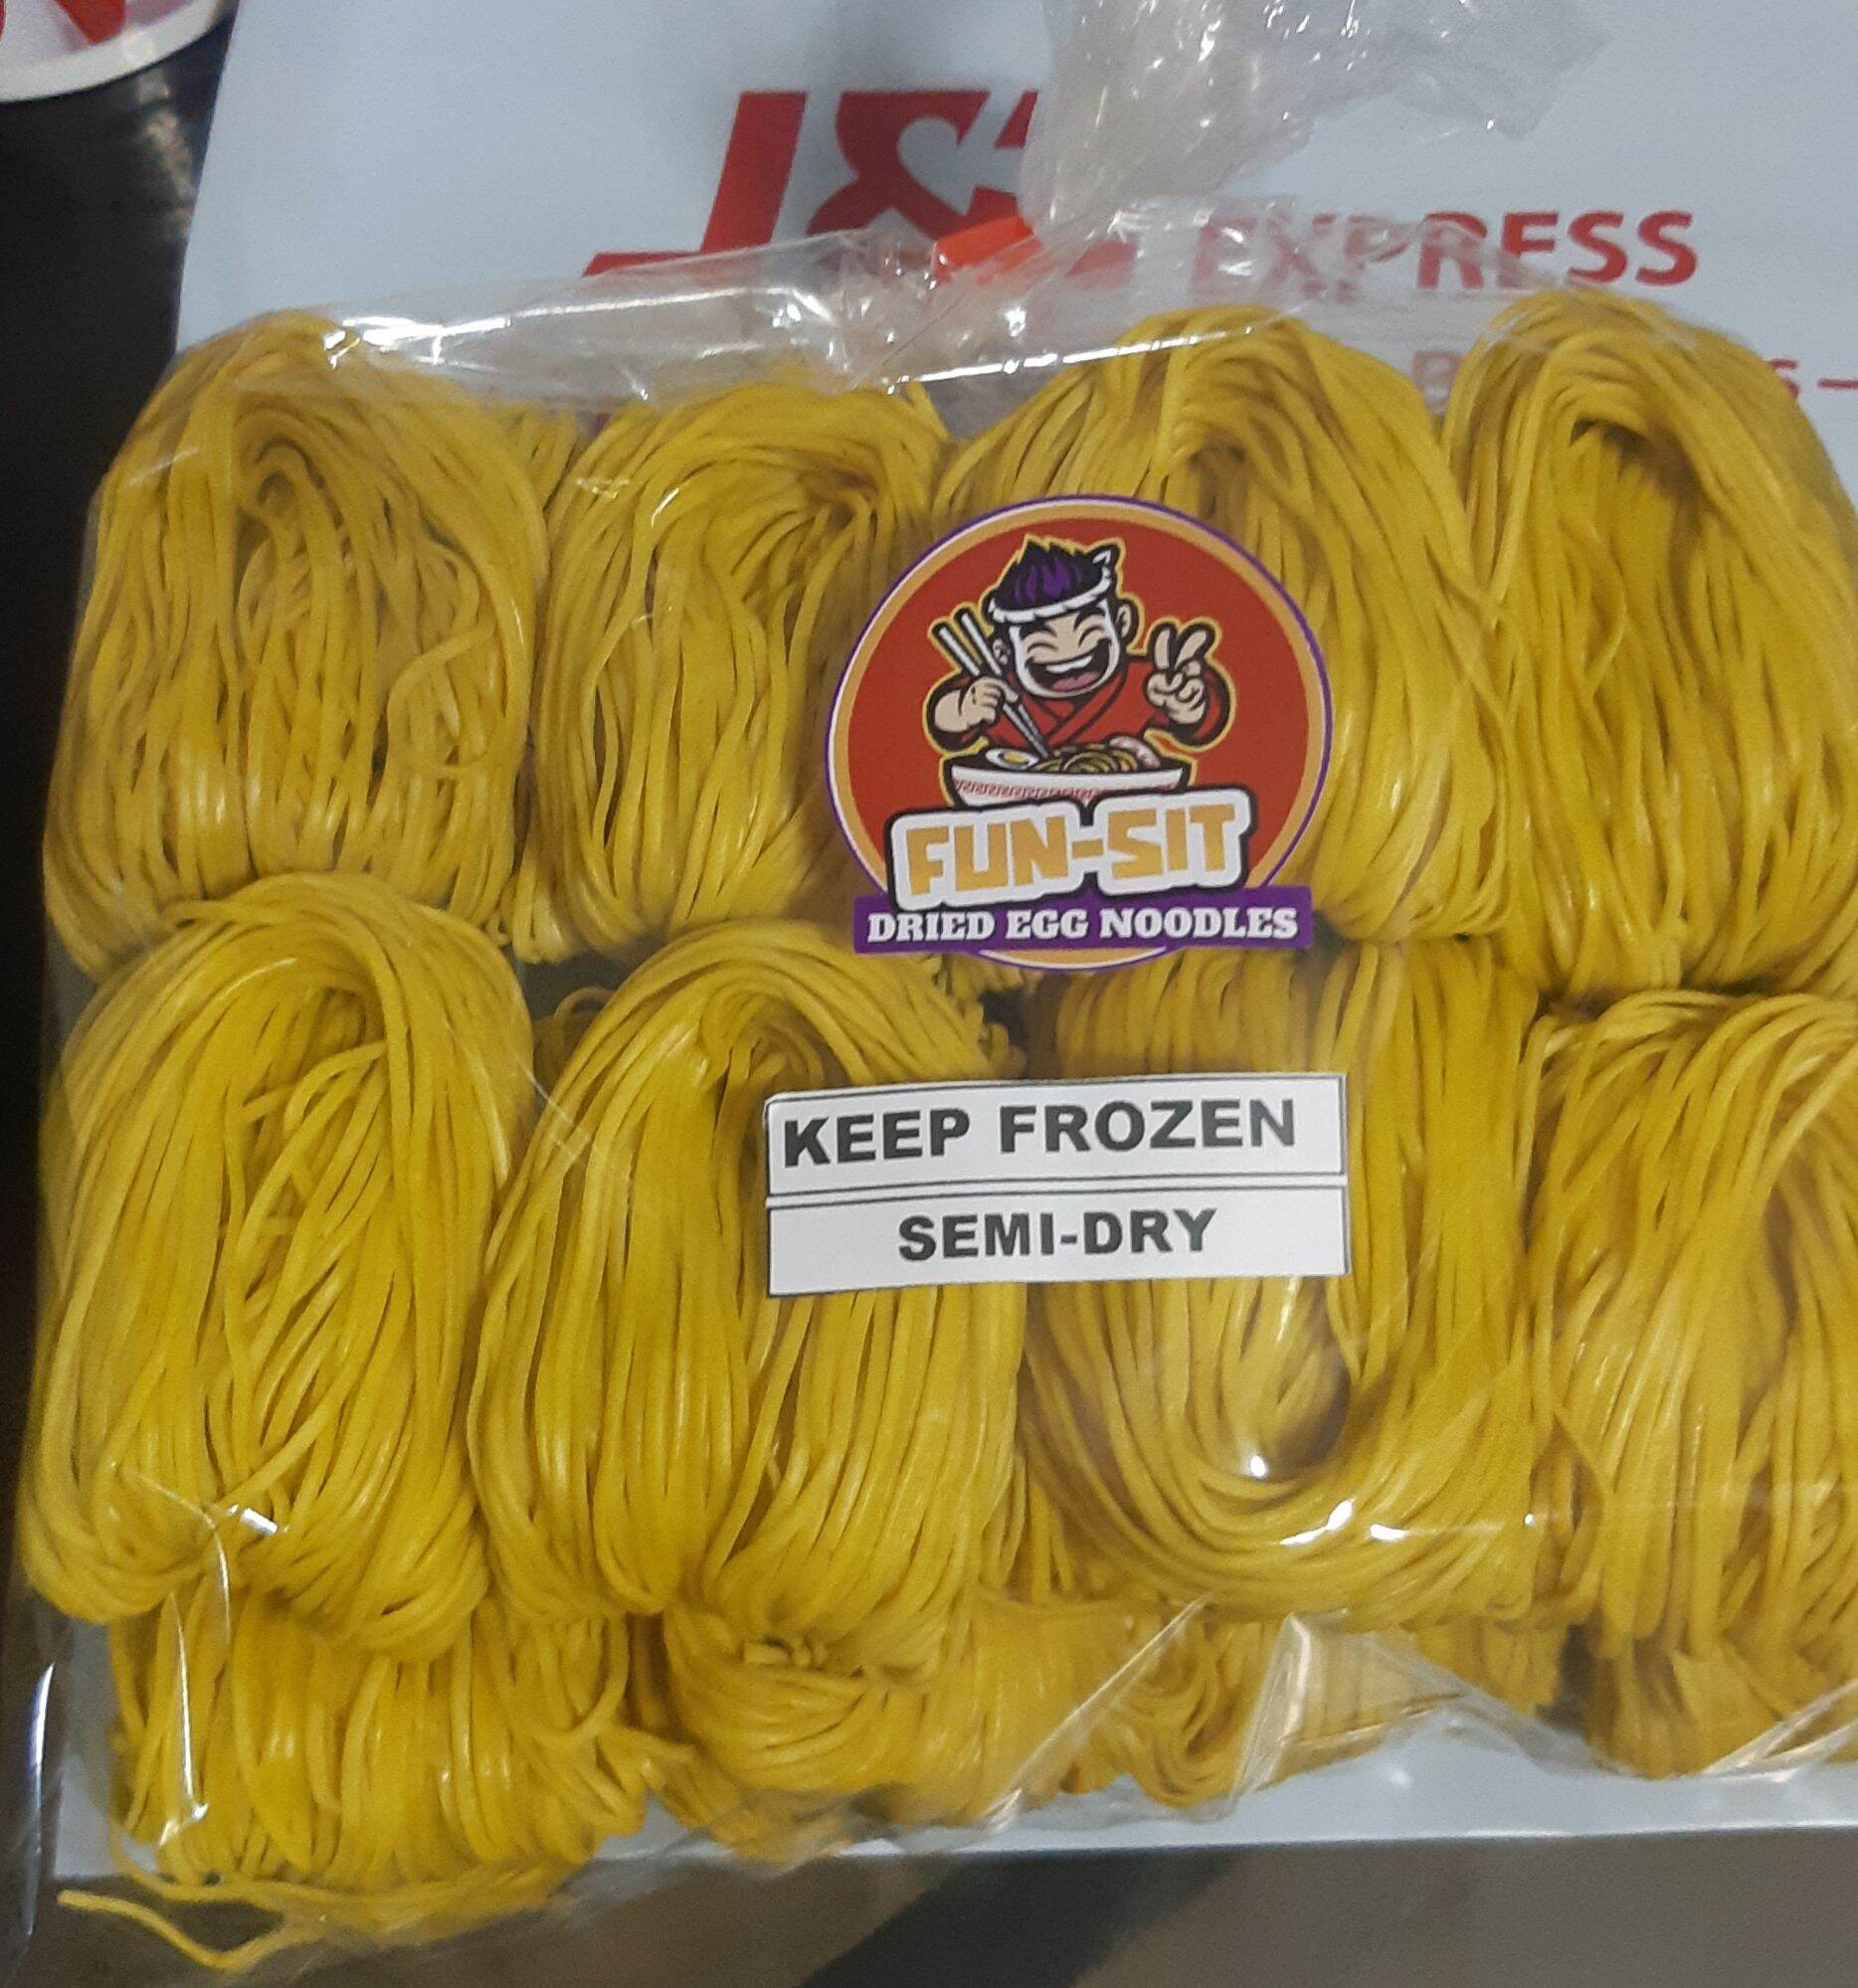 J&T
EXPRESS
FUN-SIT
DRIED EGG NOODLES
KEEP FROZEN
SEMI-DRY